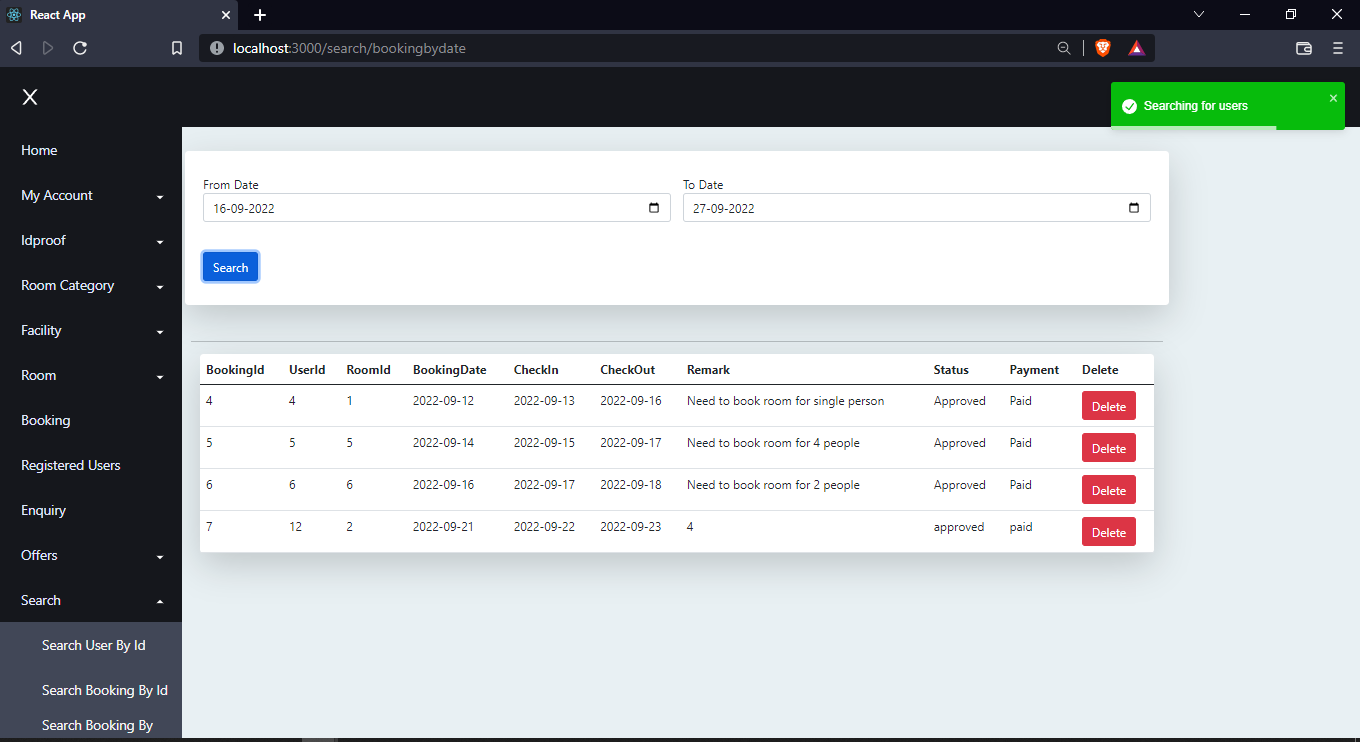 React App
localhost:3000/search/bookingbydate
X
Searching for users
Home
My Account
Idproof
Room Category
Facility
Room
Booking
Registered Users
Enquiry
Offers
Search
Search User By Id
Search Booking By Id
Search Booking By
From Date To Date
16-09-2022 27-09-2022
Search
BookingId UserId RoomId BookingDate CheckIn CheckOut Remark Status Payment Delete
4 4 1 2022-09-12 2022-09-13 2022-09-16 Need to book room for single person Approved Paid Delete
5 5 5 2022-09-14 2022-09-15 2022-09-17 Need to book room for 4 people Approved Paid Delete
6 6 6 2022-09-16 2022-09-17 2022-09-18 Need to book room for 2 people Approved Paid Delete
7 12 2 2022-09-21 2022-09-22 2022-09-23 4 approved paid Delete